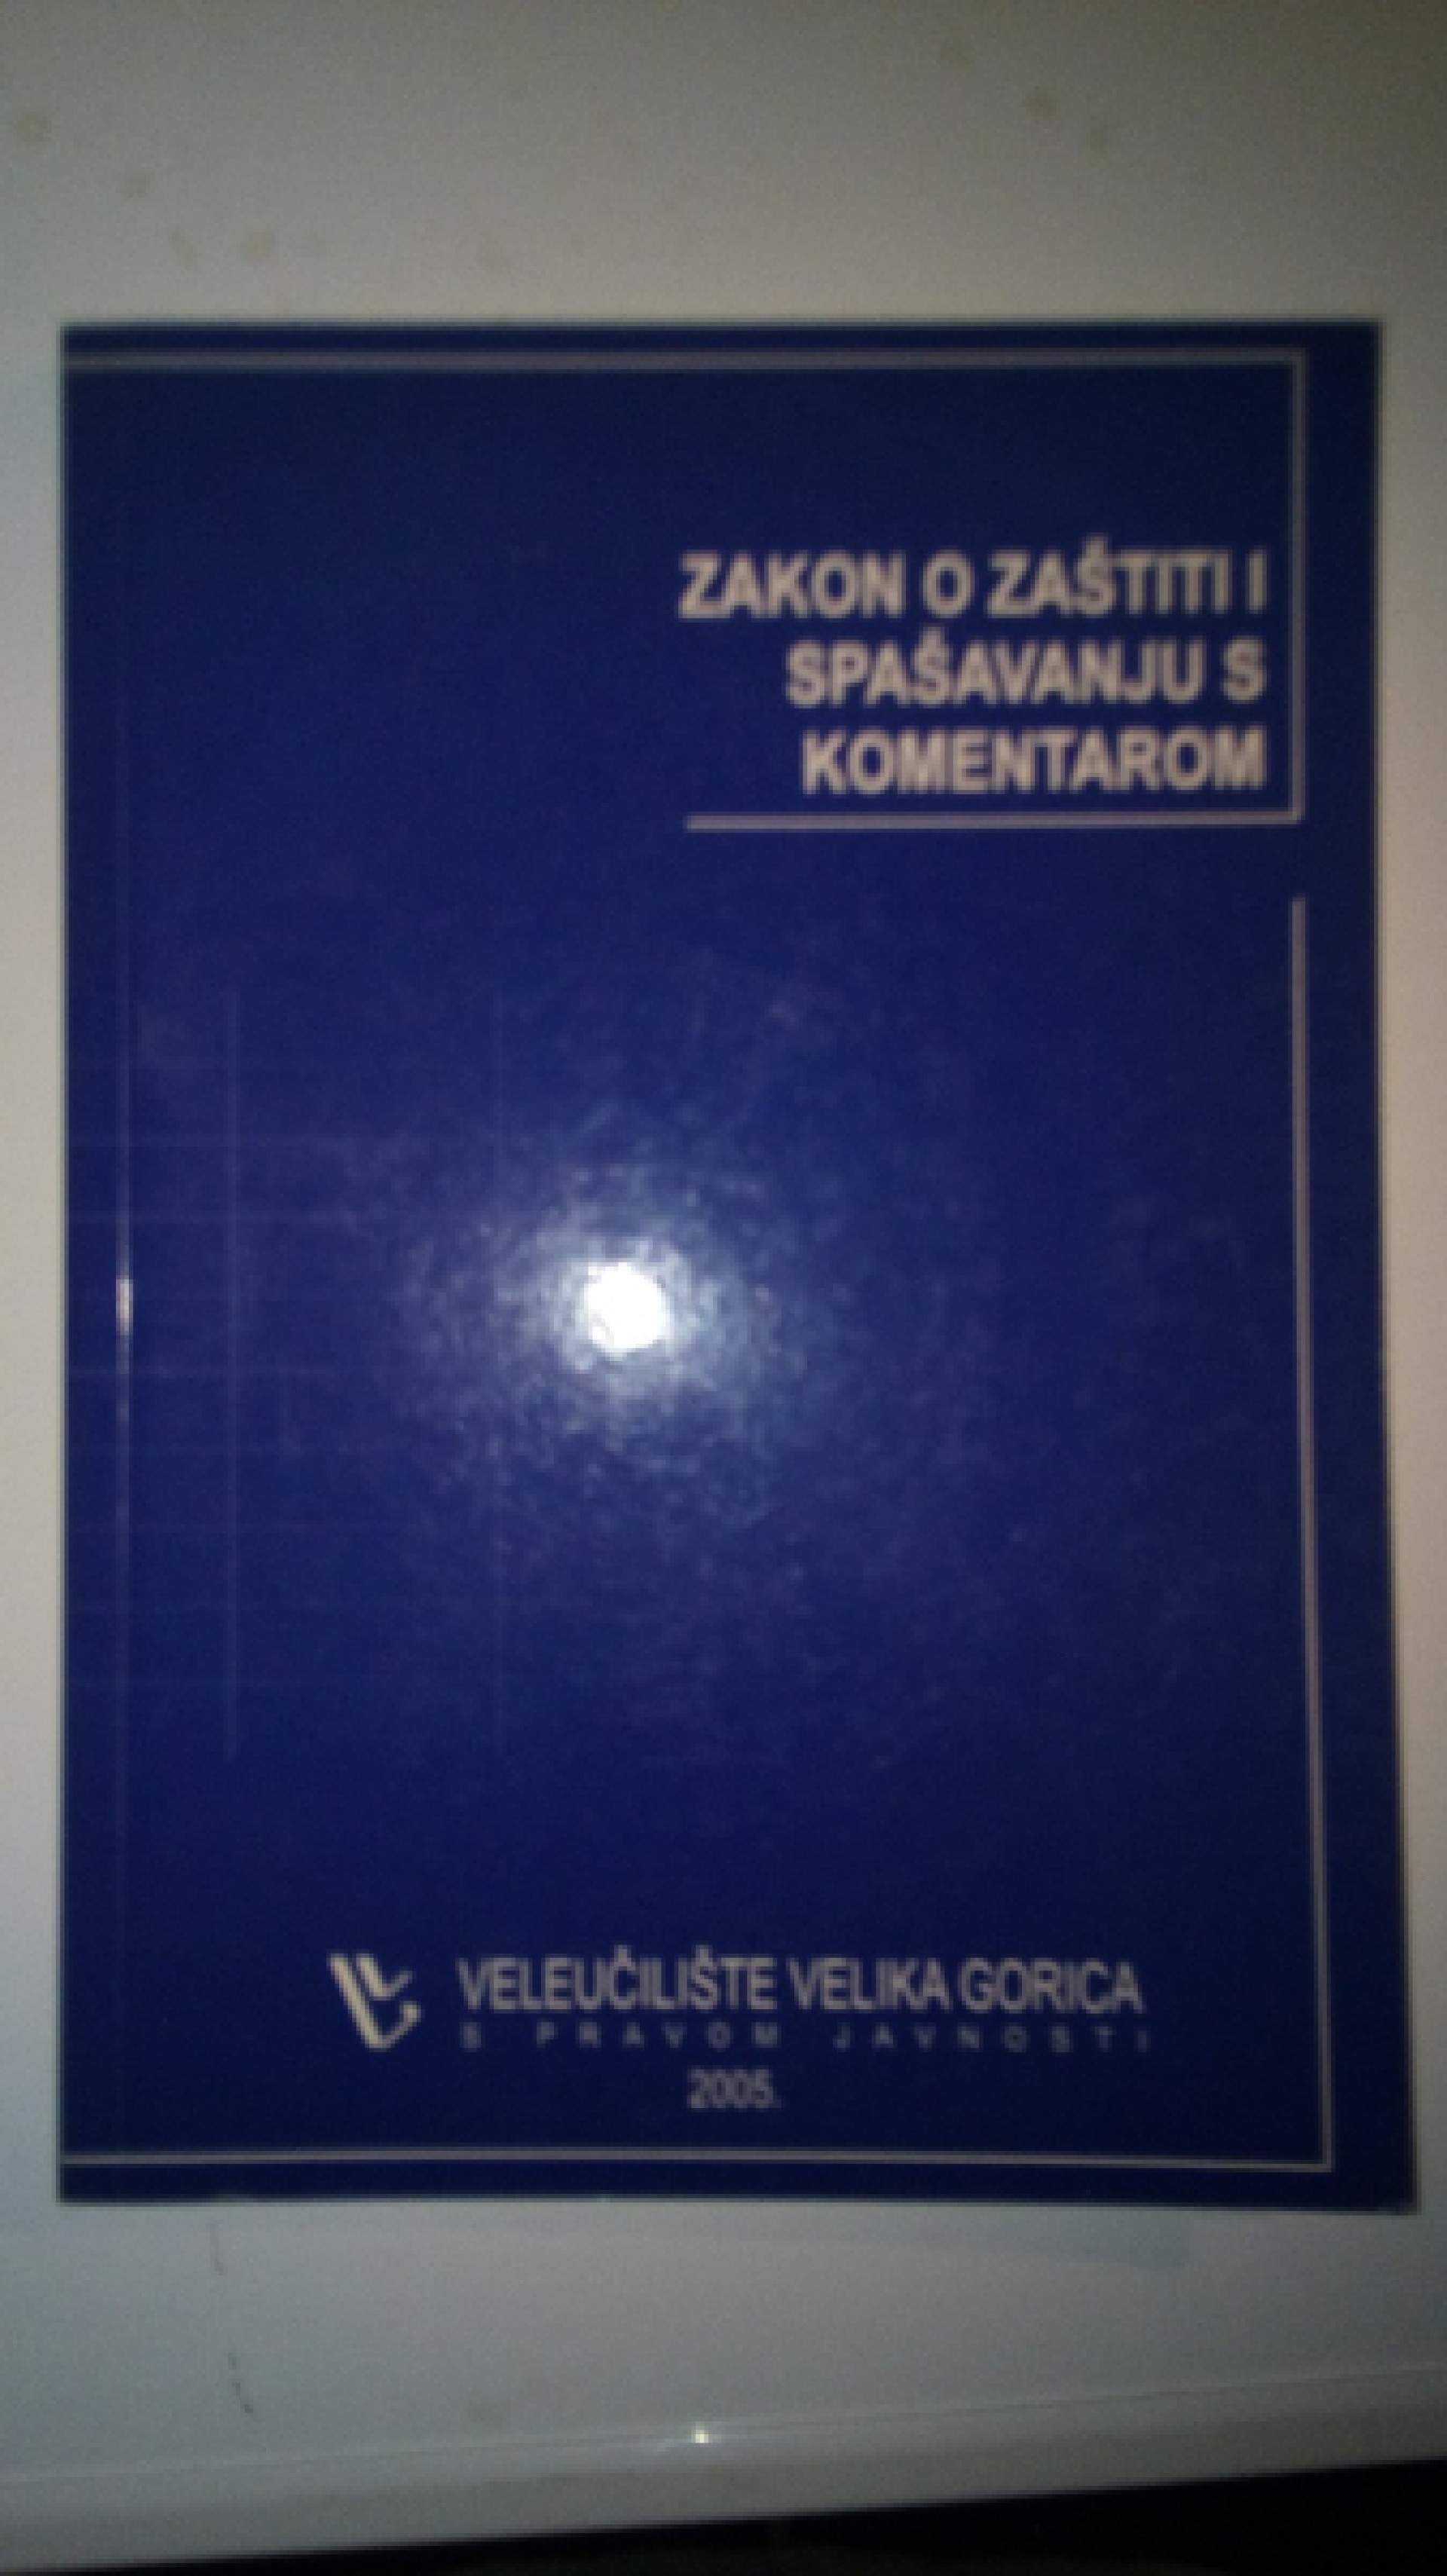 ZAKON O ZAŠTITI I
SPAŠAVANJU S
KOMENTAROM
VELEUČILIŠTE VELIKA GORICA
S PRAVOM JAVNOSTI
2005.